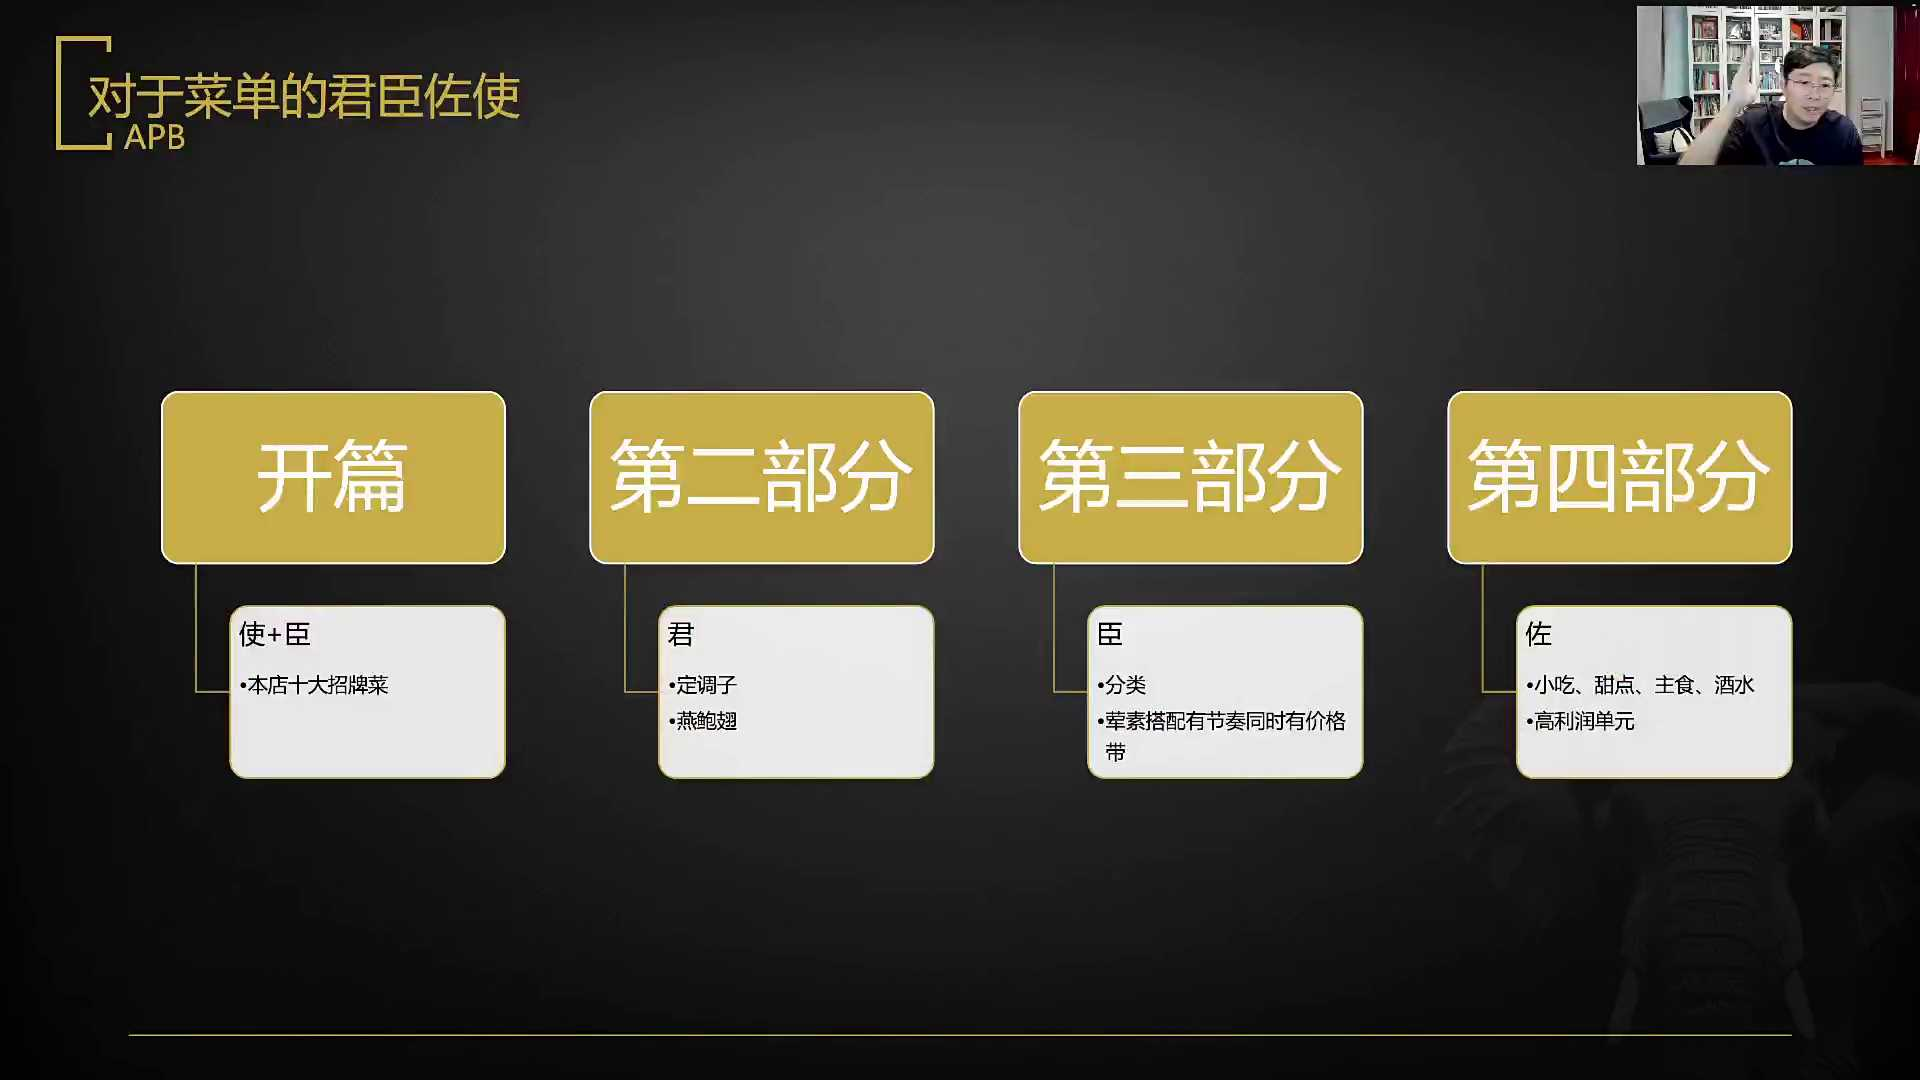 对于菜单的君臣佐使
APB
开篇
使+臣
•本店十大招牌菜
第二部分
君
•定调子
•燕鲍翅
第三部分
臣
•分类
•荤素搭配有节奏同时有价格
带
第四部分
佐
•小吃、甜点、主食、酒水
•高利润单元